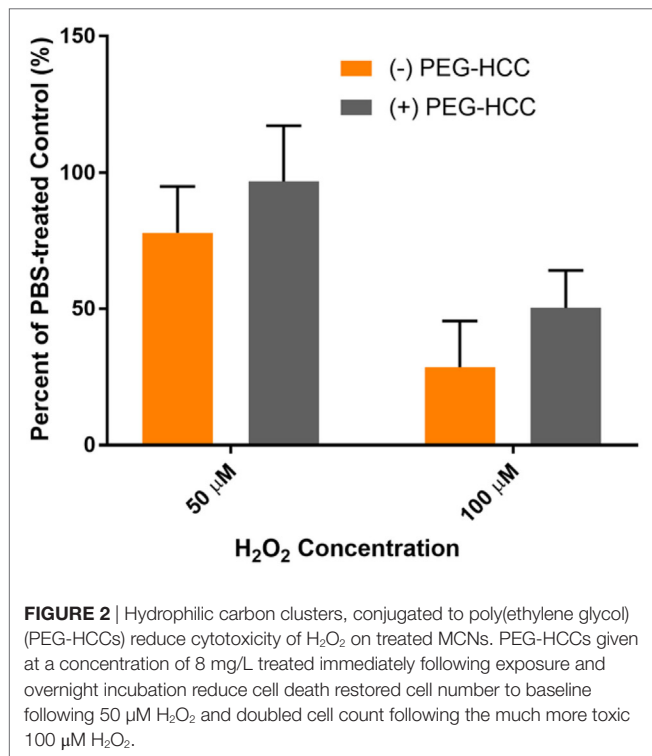 150
100
50
0
Percent of PBS-treated Control (%)
(-) PEG-HCC
(+) PEG-HCC
50 μM
100 μM
H₂O₂ Concentration
FIGURE 2 | Hydrophilic carbon clusters, conjugated to poly(ethylene glycol)
(PEG-HCCs) reduce cytotoxicity of H₂O₂ on treated MCNs. PEG-HCCs given
at a concentration of 8 mg/L treated immediately following exposure and
overnight incubation reduce cell death restored cell number to baseline
following 50 μM H₂O₂ and doubled cell count following the much more toxic
100 μM H₂O₂.